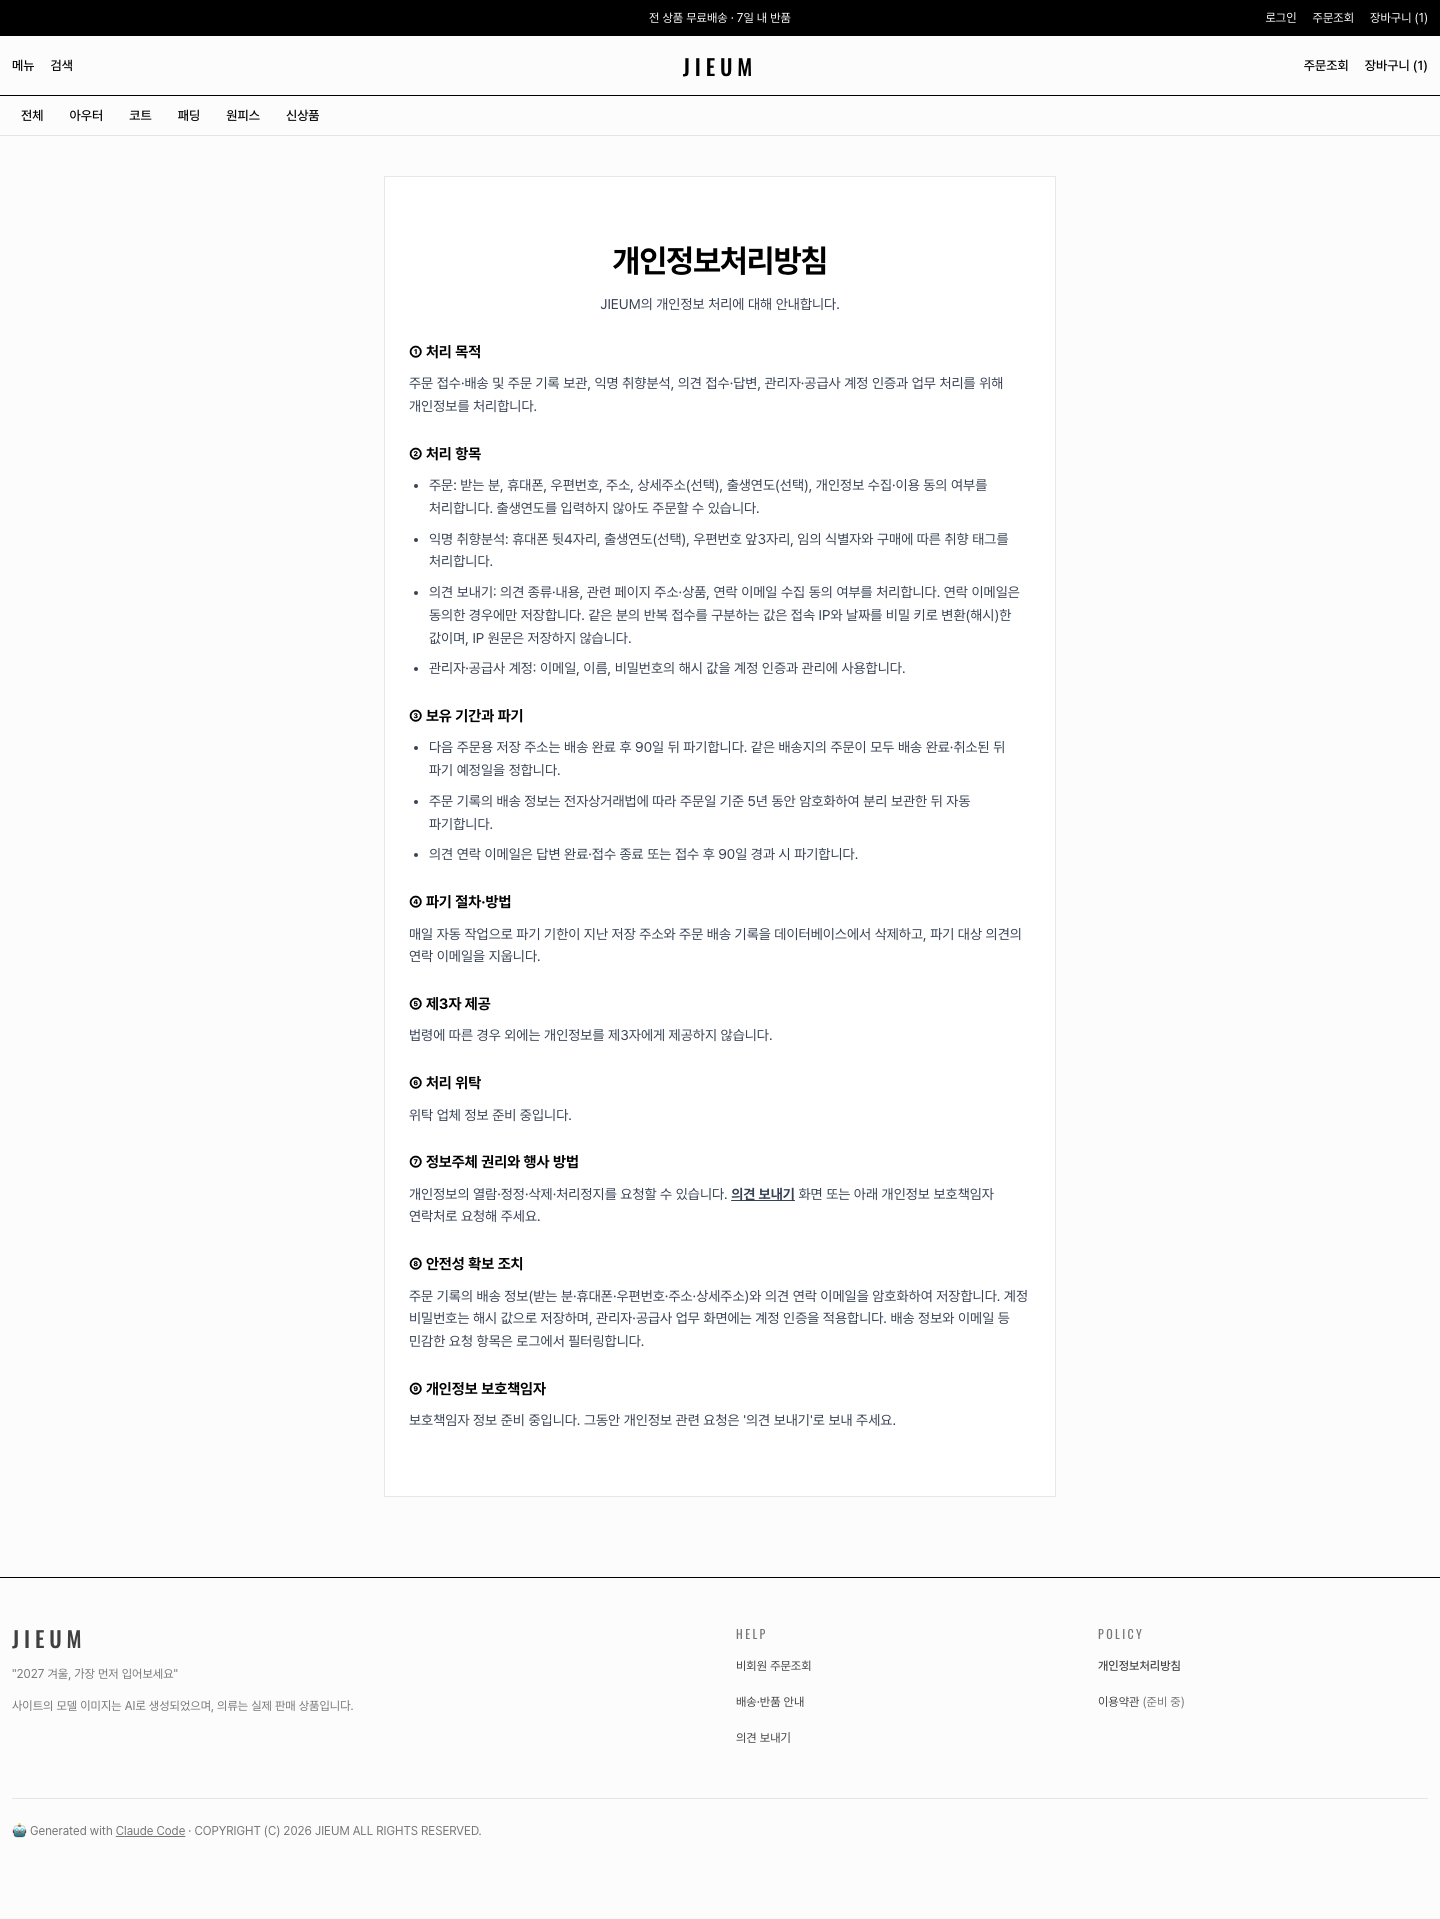 전 상품 무료배송 · 7일 내 반품
로그인 주문조회 장바구니 (1)
메뉴 검색
JIEUM
주문조회 장바구니 (1)
전체 아우터 코트 패딩 원피스 신상품
개인정보처리방침
JIEUM의 개인정보 처리에 대해 안내합니다.
① 처리 목적
주문 접수·배송 및 주문 기록 보관, 익명 취향분석, 의견 접수·답변, 관리자·공급사 계정 인증과 업무 처리를 위해
개인정보를 처리합니다.
② 처리 항목
• 주문: 받는 분, 휴대폰, 우편번호, 주소, 상세주소(선택), 출생연도(선택), 개인정보 수집·이용 동의 여부를
처리합니다. 출생연도를 입력하지 않아도 주문할 수 있습니다.
• 익명 취향분석: 휴대폰 뒷4자리, 출생연도(선택), 우편번호 앞3자리, 임의 식별자와 구매에 따른 취향 태그를
처리합니다.
• 의견 보내기: 의견 종류·내용, 관련 페이지 주소·상품, 연락 이메일 수집 동의 여부를 처리합니다. 연락 이메일은
동의한 경우에만 저장합니다. 같은 분의 반복 접수를 구분하는 값은 접속 IP와 날짜를 비밀 키로 변환(해시)한
값이며, IP 원문은 저장하지 않습니다.
• 관리자·공급사 계정: 이메일, 이름, 비밀번호의 해시 값을 계정 인증과 관리에 사용합니다.
③ 보유 기간과 파기
• 다음 주문용 저장 주소는 배송 완료 후 90일 뒤 파기합니다. 같은 배송지의 주문이 모두 배송 완료·취소된 뒤
파기 예정일을 정합니다.
• 주문 기록의 배송 정보는 전자상거래법에 따라 주문일 기준 5년 동안 암호화하여 분리 보관한 뒤 자동
파기합니다.
• 의견 연락 이메일은 답변 완료·접수 종료 또는 접수 후 90일 경과 시 파기합니다.
④ 파기 절차·방법
매일 자동 작업으로 파기 기한이 지난 저장 주소와 주문 배송 기록을 데이터베이스에서 삭제하고, 파기 대상 의견의
연락 이메일을 지웁니다.
⑤ 제3자 제공
법령에 따른 경우 외에는 개인정보를 제3자에게 제공하지 않습니다.
⑥ 처리 위탁
위탁 업체 정보 준비 중입니다.
⑦ 정보주체 권리와 행사 방법
개인정보의 열람·정정·삭제·처리정지를 요청할 수 있습니다. 의견 보내기 화면 또는 아래 개인정보 보호책임자
연락처로 요청해 주세요.
⑧ 안전성 확보 조치
주문 기록의 배송 정보(받는 분·휴대폰·우편번호·주소·상세주소)와 의견 연락 이메일을 암호화하여 저장합니다. 계정
비밀번호는 해시 값으로 저장하며, 관리자·공급사 업무 화면에는 계정 인증을 적용합니다. 배송 정보와 이메일 등
민감한 요청 항목은 로그에서 필터링합니다.
⑨ 개인정보 보호책임자
보호책임자 정보 준비 중입니다. 그동안 개인정보 관련 요청은 '의견 보내기'로 보내 주세요.
JIEUM
"2027 겨울, 가장 먼저 입어보세요"
사이트의 모델 이미지는 AI로 생성되었으며, 의류는 실제 판매 상품입니다.
HELP
비회원 주문조회
배송·반품 안내
의견 보내기
POLICY
개인정보처리방침
이용약관 (준비 중)
🤖 Generated with Claude Code · COPYRIGHT (C) 2026 JIEUM ALL RIGHTS RESERVED.